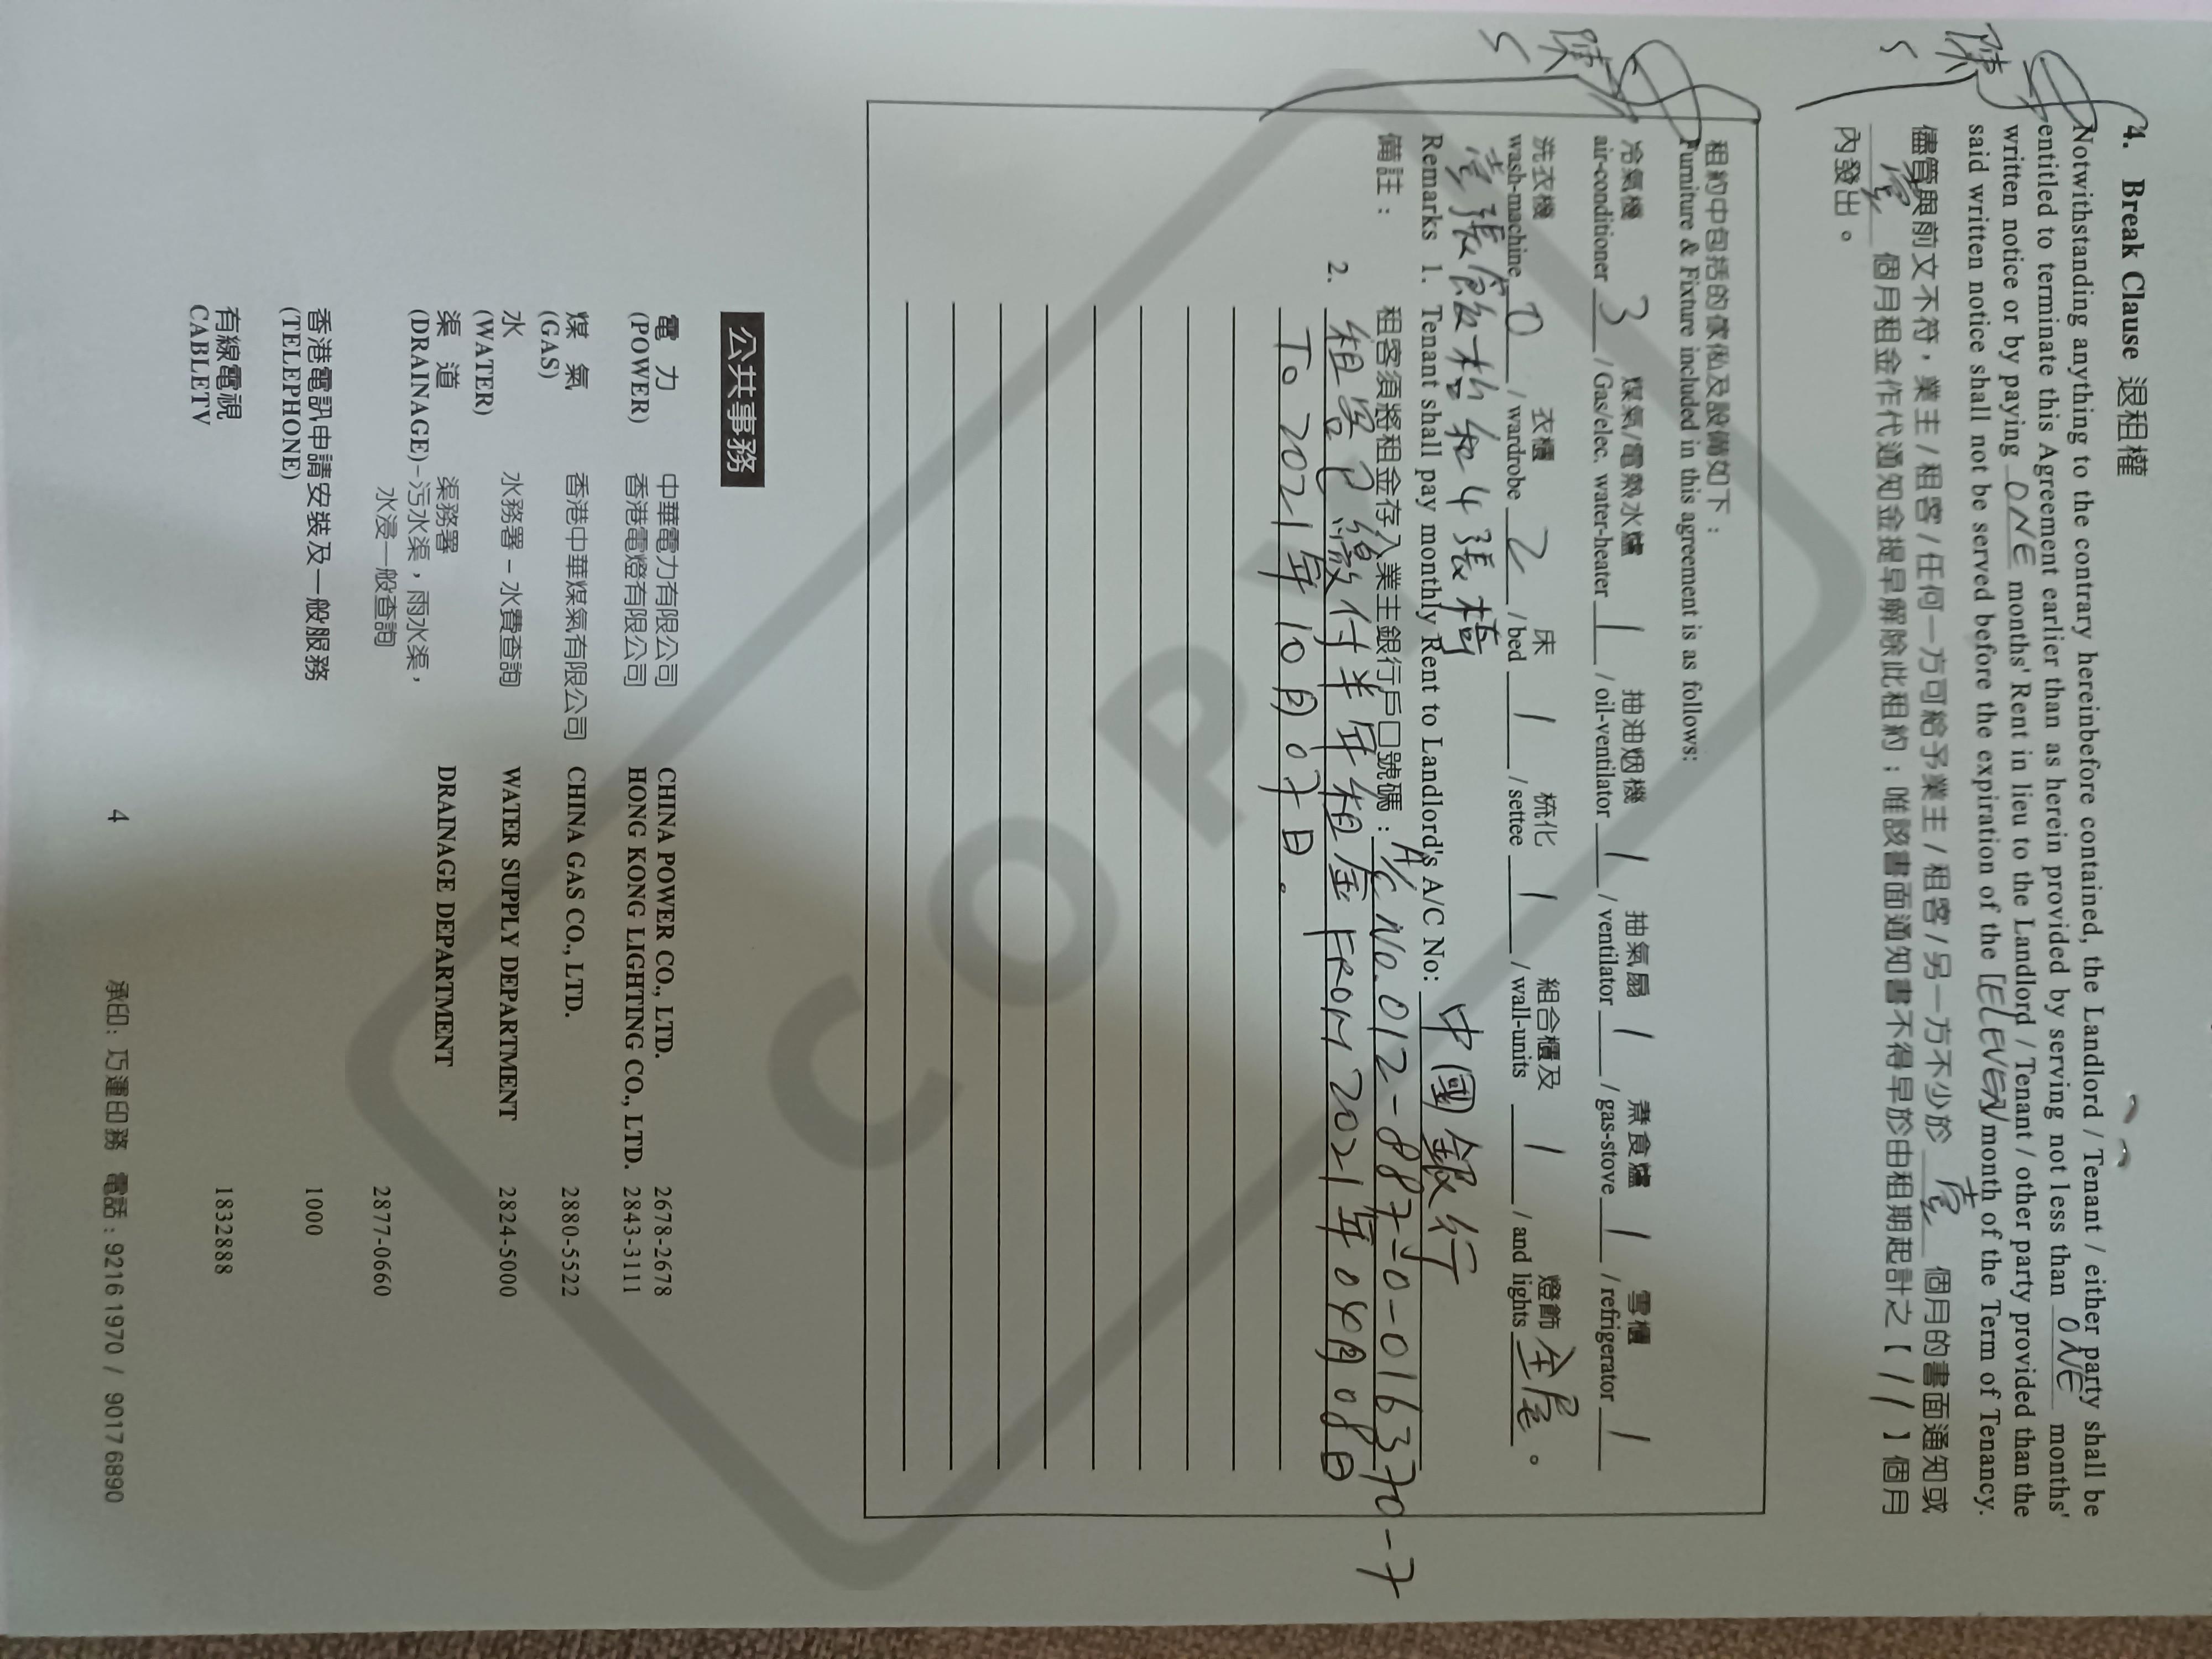 4. Break Clause 退租權
Notwithstanding anything to the contrary hereinbefore contained, the Landlord / Tenant / either party shall be
entitled to terminate this Agreement earlier than as herein provided by serving not less than ONE months'
written notice or by paying ONE months' Rent in lieu to the Landlord / Tenant / other party provided than the
said written notice shall not be served before the expiration of the [ELEVEN] month of the Term of Tenancy.
儘管與前文不符，業主 / 租客 / 任何一方可給予業主 / 租客 / 另一方不少於 個月的書面通知或
個月租金作代通知金提早解除此租約；唯該書面通知書不得早於由租期起計之【 11 】個月
內發出。
租約中包括的傢俬及設備如下：
Furniture & Fixture included in this agreement is as follows:
冷氣機 煤氣/電熱水爐 抽油烟機 抽氣扇 煮食爐 雪櫃
air-conditioner 3 / Gas/elec. water-heater 1 / oil-ventilator 1 / ventilator 1 / gas-stove 1 / refrigerator 1
洗衣機 衣櫃 床 梳化 組合櫃及 燈飾
wash-machine 0 / wardrobe 2 / bed 1 / settee 1 / wall-units 1 / and lights 全屋 。
張飯枱和4張椅
Remarks 1. Tenant shall pay monthly Rent to Landlord's A/C No: 中國銀行
備註： 租客須將租金存入業主銀行戶口號碼：A/C No. 012-887-0-016370-7
2. 租客已繳付半年租金 FROM 2021年04月08日
TO 2021年10月07日.
COPY
公共事務
電 力 中華電力有限公司 CHINA POWER CO., LTD. 2678-2678
(POWER) 香港電燈有限公司 HONG KONG LIGHTING CO., LTD. 2843-3111
煤 氣 香港中華煤氣有限公司 CHINA GAS CO., LTD. 2880-5522
(GAS)
水 水務署－水費查詢 WATER SUPPLY DEPARTMENT 2824-5000
(WATER)
渠 道 渠務署 DRAINAGE DEPARTMENT
(DRAINAGE)–污水渠，雨水渠，
水浸—般查詢 2877-0660
香港電訊申請安裝及一般服務 1000
(TELEPHONE)
有線電視 1832888
CABLETV
4
承印：巧運印務 電話：9216 1970 / 9017 6890